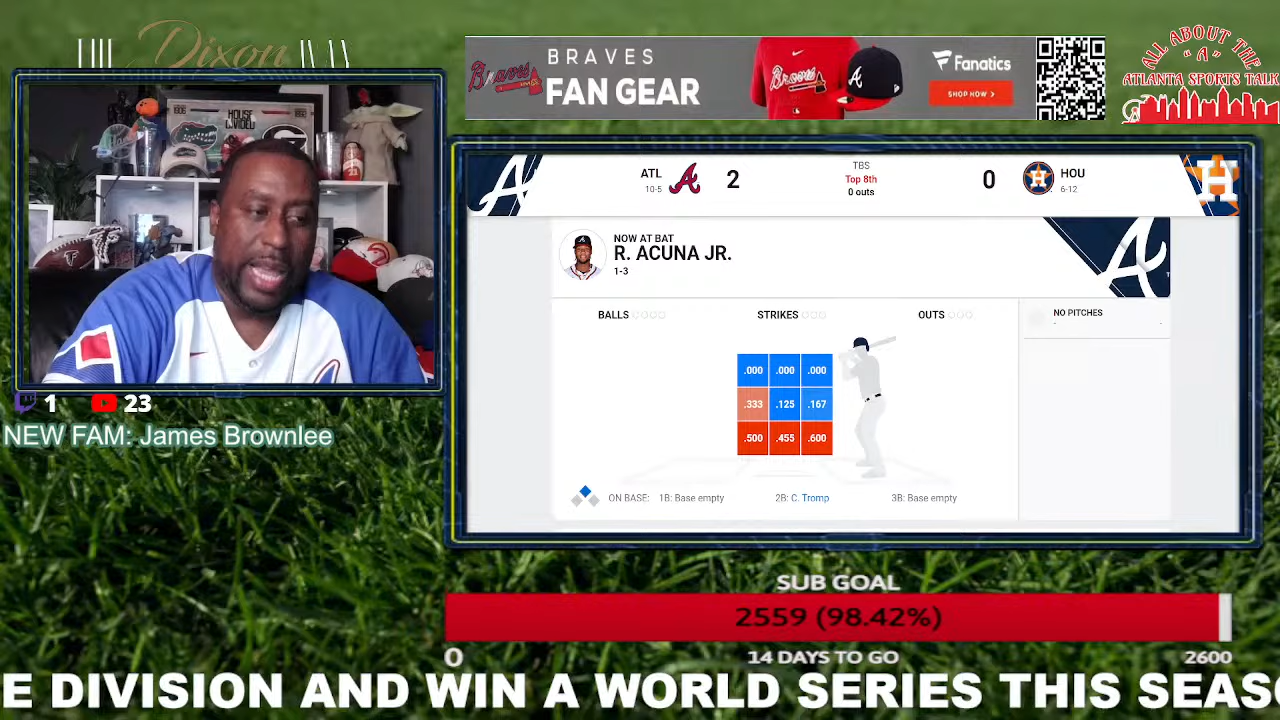 Dixon
BRAVES
FAN GEAR
Braves
Braves
Fanatics
SHOP NOW >
ALL ABOUT THE
"A"
ATLANTA SPORTS TALK
HOUSE
DIVIDED
ATL
10-5
2
TBS
Top 8th
0 outs
0
HOU
6-12
NOW AT BAT
R. ACUNA JR.
1-3
BALLS
STRIKES
OUTS
NO PITCHES
.000 .000 .000
.333 .125 .167
.500 .455 .600
ON BASE: 1B: Base empty 2B: C. Tromp 3B: Base empty
1 23
NEW FAM: James Brownlee
SUB GOAL
2559 (98.42%)
0 14 DAYS TO GO 2600
E DIVISION AND WIN A WORLD SERIES THIS SEAS